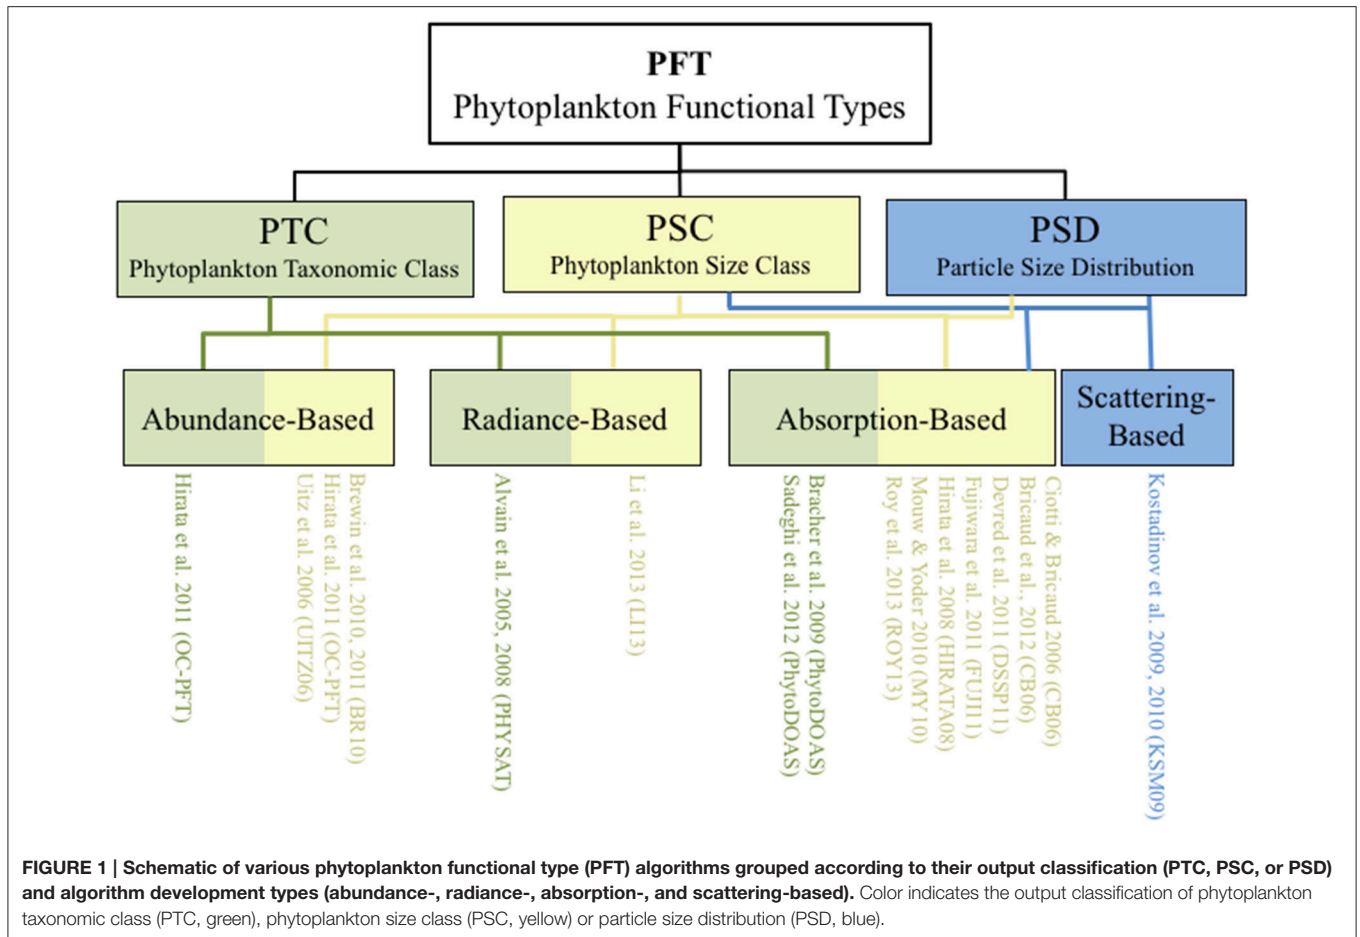 PFT
Phytoplankton Functional Types
PTC
Phytoplankton Taxonomic Class
PSC
Phytoplankton Size Class
PSD
Particle Size Distribution
Abundance-Based
Radiance-Based
Absorption-Based
Scattering-
Based
Hirata et al. 2011 (OC-PFT)
Brewin et al. 2010, 2011 (BR10)
Hirata et al. 2011 (OC-PFT)
Uitz et al. 2006 (UITZ06)
Alvain et al. 2005, 2008 (PHYSAT)
Li et al. 2013 (LI13)
Bracher et al. 2009 (PhytoDOAS)
Sadeghi et al. 2012 (PhytoDOAS)
Ciotti & Bricaud 2006 (CB06)
Bricaud et al., 2012 (CB06)
Devred et al. 2011 (DSSP11)
Fujiwara et al. 2011 (FUJI11)
Hirata et al. 2008 (HIRATA08)
Mouw & Yoder 2010 (MY10)
Roy et al. 2013 (ROY13)
Kostadinov et al. 2009, 2010 (KSM09)
FIGURE 1 | Schematic of various phytoplankton functional type (PFT) algorithms grouped according to their output classification (PTC, PSC, or PSD)
and algorithm development types (abundance-, radiance-, absorption-, and scattering-based). Color indicates the output classification of phytoplankton
taxonomic class (PTC, green), phytoplankton size class (PSC, yellow) or particle size distribution (PSD, blue).